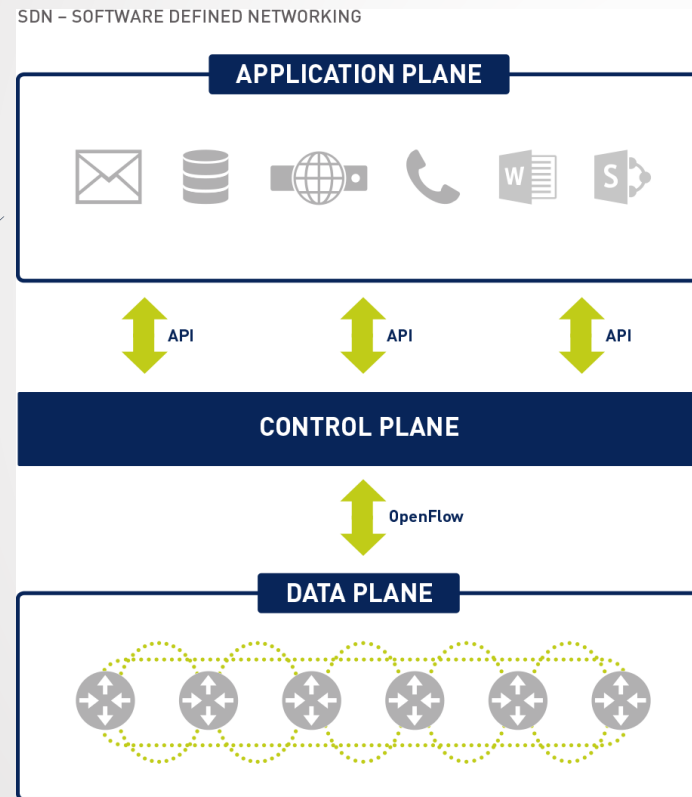 SDN – SOFTWARE DEFINED NETWORKING
APPLICATION PLANE
W
S
API
API
API
CONTROL PLANE
OpenFlow
DATA PLANE